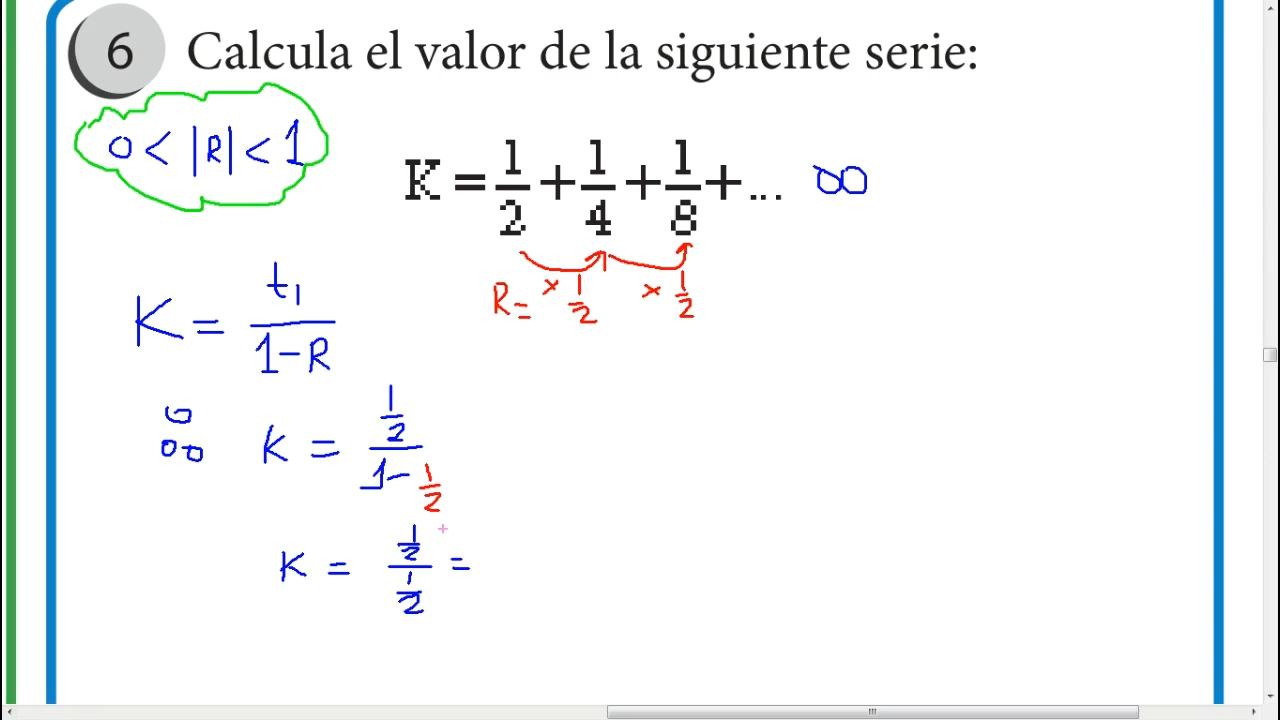 6 Calcula el valor de la siguiente serie:
0 < |R| < 1
K = 1/2 + 1/4 + 1/8 + ... ∞
R = × 1/2 × 1/2
K = t₁/(1-R)
K = (1/2)/(1 - 1/2)
K = (1/2)/(1/2) =